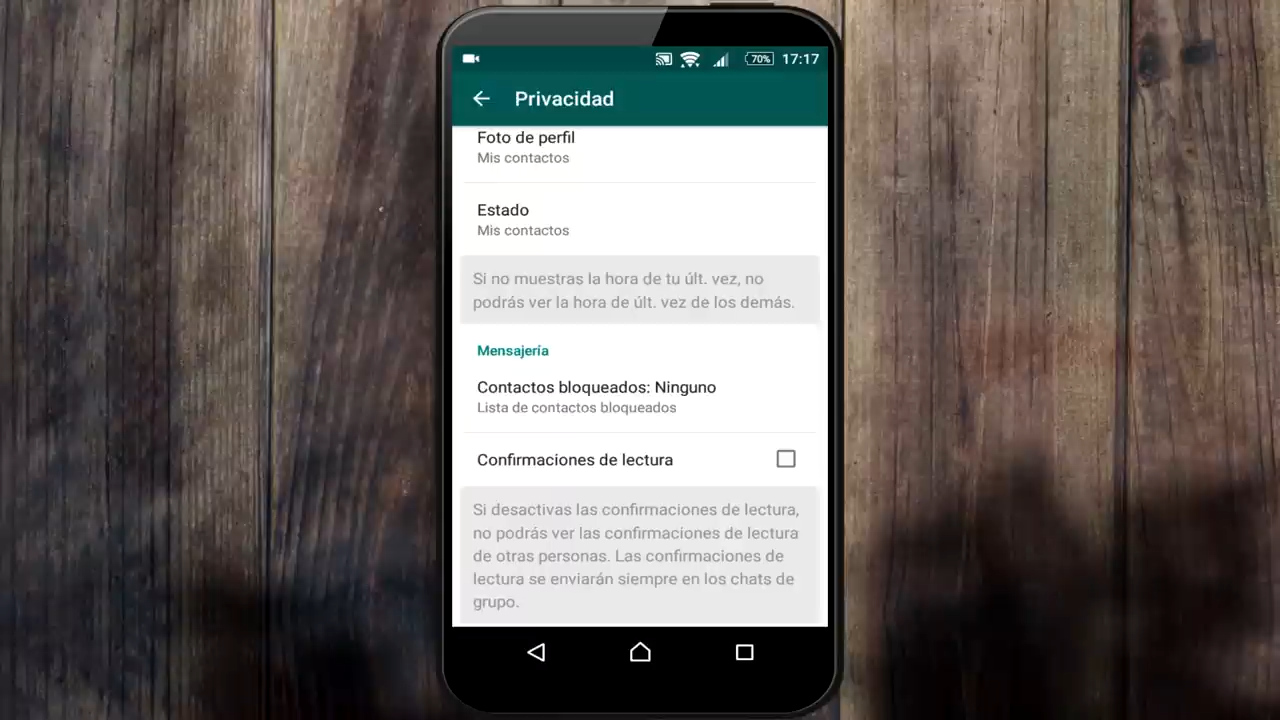 70% 17:17
Privacidad
Foto de perfil
Mis contactos
Estado
Mis contactos
Si no muestras la hora de tu últ. vez, no
podrás ver la hora de últ. vez de los demás.
Mensajería
Contactos bloqueados: Ninguno
Lista de contactos bloqueados
Confirmaciones de lectura
Si desactivas las confirmaciones de lectura,
no podrás ver las confirmaciones de lectura
de otras personas. Las confirmaciones de
lectura se enviarán siempre en los chats de
grupo.